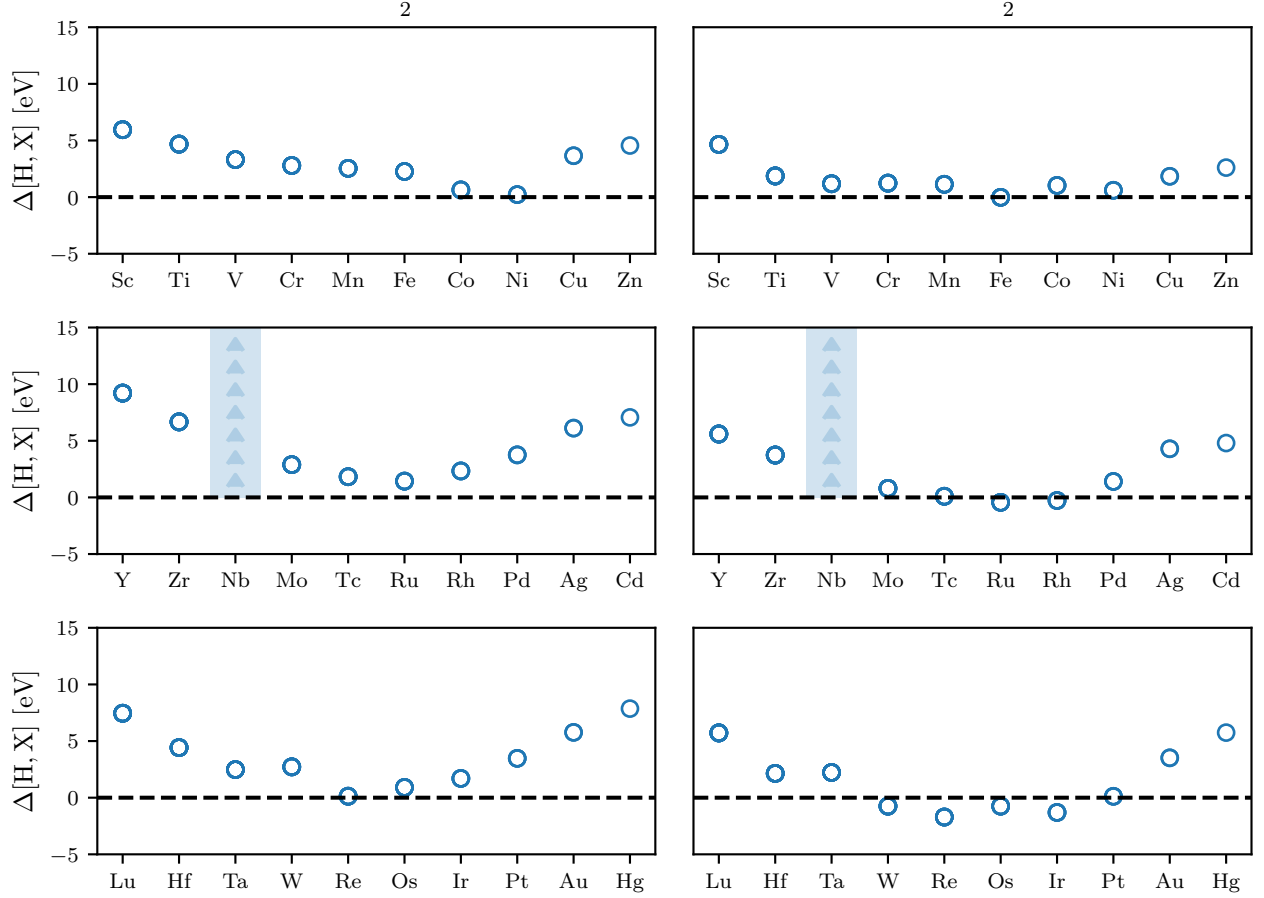 2 2
15
10
5
0
−5
Δ[H, X] [eV]
Sc Ti V Cr Mn Fe Co Ni Cu Zn
Sc Ti V Cr Mn Fe Co Ni Cu Zn
15
10
5
0
−5
Δ[H, X] [eV]
Y Zr Nb Mo Tc Ru Rh Pd Ag Cd
Y Zr Nb Mo Tc Ru Rh Pd Ag Cd
15
10
5
0
−5
Δ[H, X] [eV]
Lu Hf Ta W Re Os Ir Pt Au Hg
Lu Hf Ta W Re Os Ir Pt Au Hg